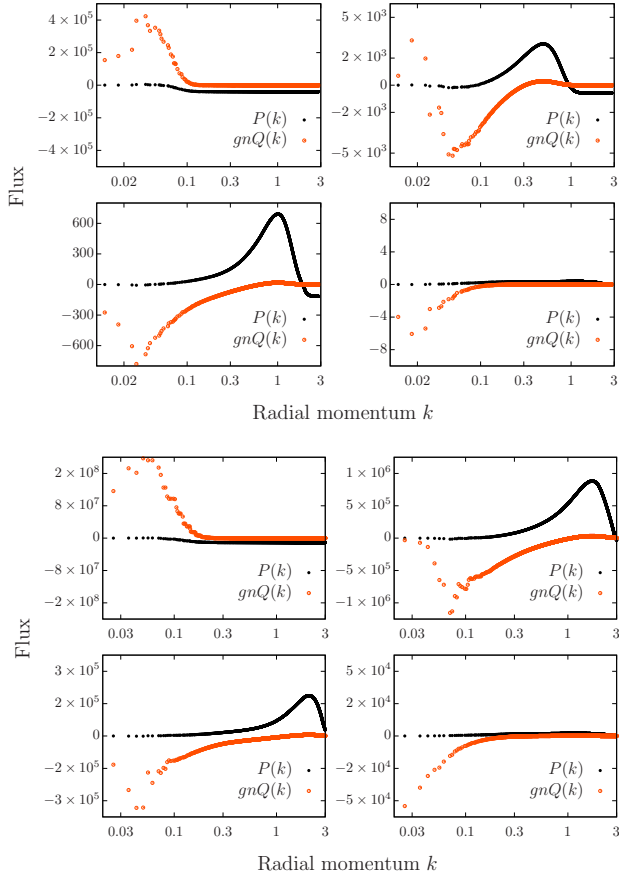 4 × 10^5
2 × 10^5
0
− 2 × 10^5
− 4 × 10^5
P(k)
gnQ(k)
0.02 0.1 0.3 1 3
5 × 10^3
2 × 10^3
0
− 2 × 10^3
− 5 × 10^3
P(k)
gnQ(k)
0.02 0.1 0.3 1 3
Flux
600
300
0
−300
−600
P(k)
gnQ(k)
0.02 0.1 0.3 1 3
8
4
0
−4
−8
P(k)
gnQ(k)
0.02 0.1 0.3 1 3
Radial momentum k
2 × 10^8
8 × 10^7
0
− 8 × 10^7
− 2 × 10^8
P(k)
gnQ(k)
0.03 0.1 0.3 1 3
1 × 10^6
5 × 10^5
0
− 5 × 10^5
− 1 × 10^6
P(k)
gnQ(k)
0.03 0.1 0.3 1 3
Flux
3 × 10^5
2 × 10^5
0
− 2 × 10^5
− 3 × 10^5
P(k)
gnQ(k)
0.03 0.1 0.3 1 3
5 × 10^4
2 × 10^4
0
− 2 × 10^4
− 5 × 10^4
P(k)
gnQ(k)
0.03 0.1 0.3 1 3
Radial momentum k